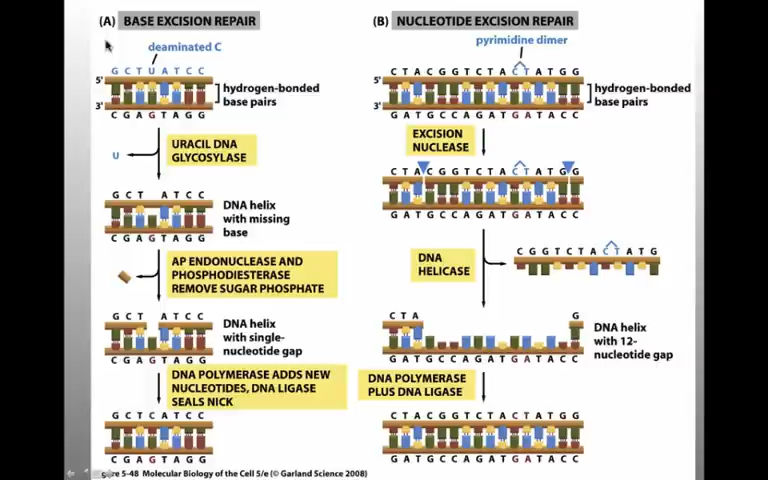 (A) BASE EXCISION REPAIR
deaminated C
G C T U A T C C
5'
hydrogen-bonded
base pairs
3'
C G A G T A G G
URACIL DNA
GLYCOSYLASE
U
G C T A T C C
DNA helix
with missing
base
C G A G T A G G
AP ENDONUCLEASE AND
PHOSPHODIESTERASE
REMOVE SUGAR PHOSPHATE
G C T A T C C
DNA helix
with single-
nucleotide gap
C G A G T A G G
DNA POLYMERASE ADDS NEW
NUCLEOTIDES, DNA LIGASE
SEALS NICK
G C T C A T C C
C G A G T A G G
(B) NUCLEOTIDE EXCISION REPAIR
pyrimidine dimer
C T A C G G T C T A C T A T G G
5'
hydrogen-bonded
base pairs
3'
G A T G C C A G A T G A T A C C
EXCISION
NUCLEASE
C T A C G G T C T A C T A T G G
G A T G C C A G A T G A T A C C
DNA
HELICASE
C G G T C T A C T A T G
C T A G
DNA helix
with 12-
nucleotide gap
G A T G C C A G A T G A T A C C
DNA POLYMERASE
PLUS DNA LIGASE
C T A C G G T C T A C T A T G G
G A T G C C A G A T G A T A C C
5-48 Molecular Biology of the Cell 5/e (© Garland Science 2008)